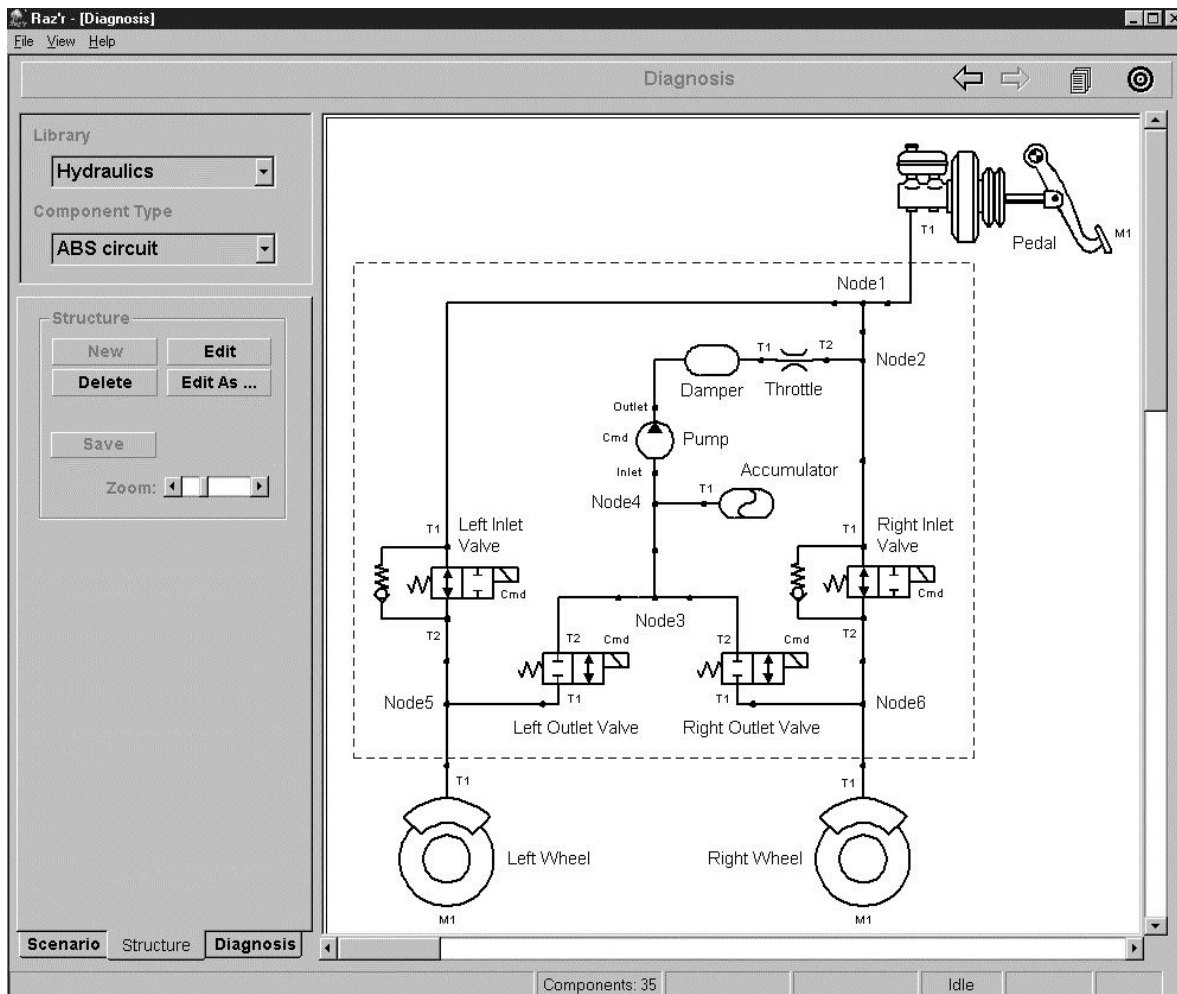 Raz'r - [Diagnosis]
File View Help
Diagnosis
Library
Hydraulics
Component Type
ABS circuit
Structure
New Edit
Delete Edit As ...
Save
Zoom:
T1
Pedal
M1
Node1
T1 T2
Node2
Damper Throttle
Outlet
Cmd Pump
Inlet
Accumulator
T1
Node4
T1
Left Inlet
Valve
Cmd
T2
T1
Right Inlet
Valve
Cmd
T2
Node3
T2 Cmd
T1
T2 Cmd
T1
Node5
Left Outlet Valve
Right Outlet Valve
Node6
T1
T1
Left Wheel
Right Wheel
M1
M1
Scenario Structure Diagnosis
Components: 35
Idle